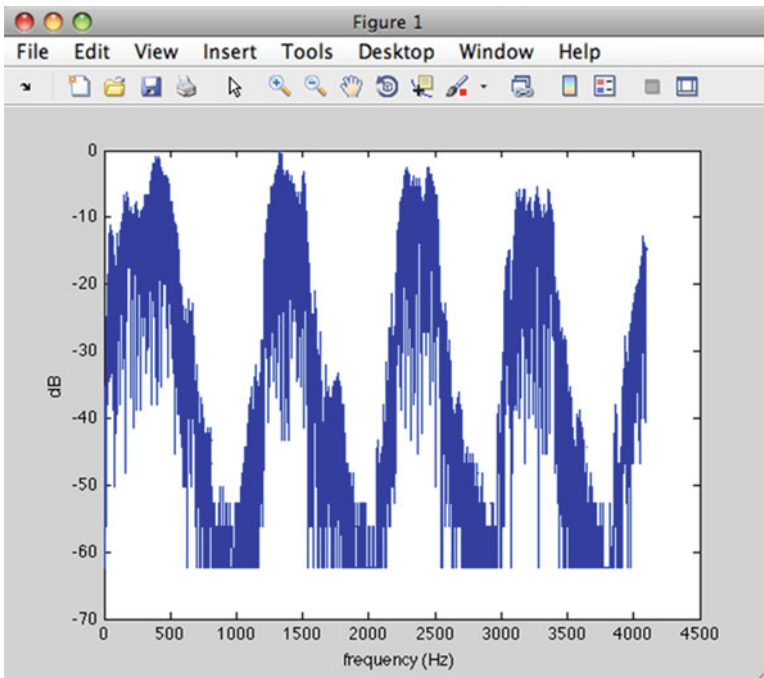 Figure 1
File Edit View Insert Tools Desktop Window Help
0
-10
-20
-30
-40
-50
-60
-70
dB
0 500 1000 1500 2000 2500 3000 3500 4000 4500
frequency (Hz)